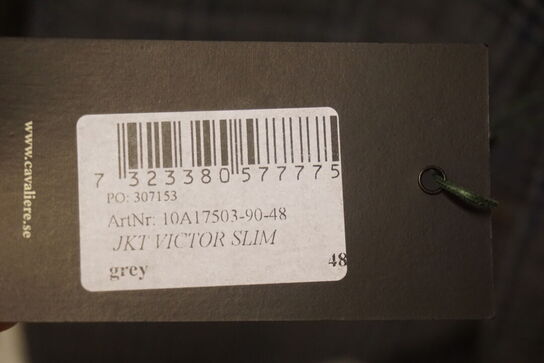 www.cavaliere.se
7 323380 577775
PO: 307153
ArtNr: 10A17503-90-48
JKT VICTOR SLIM
grey 48